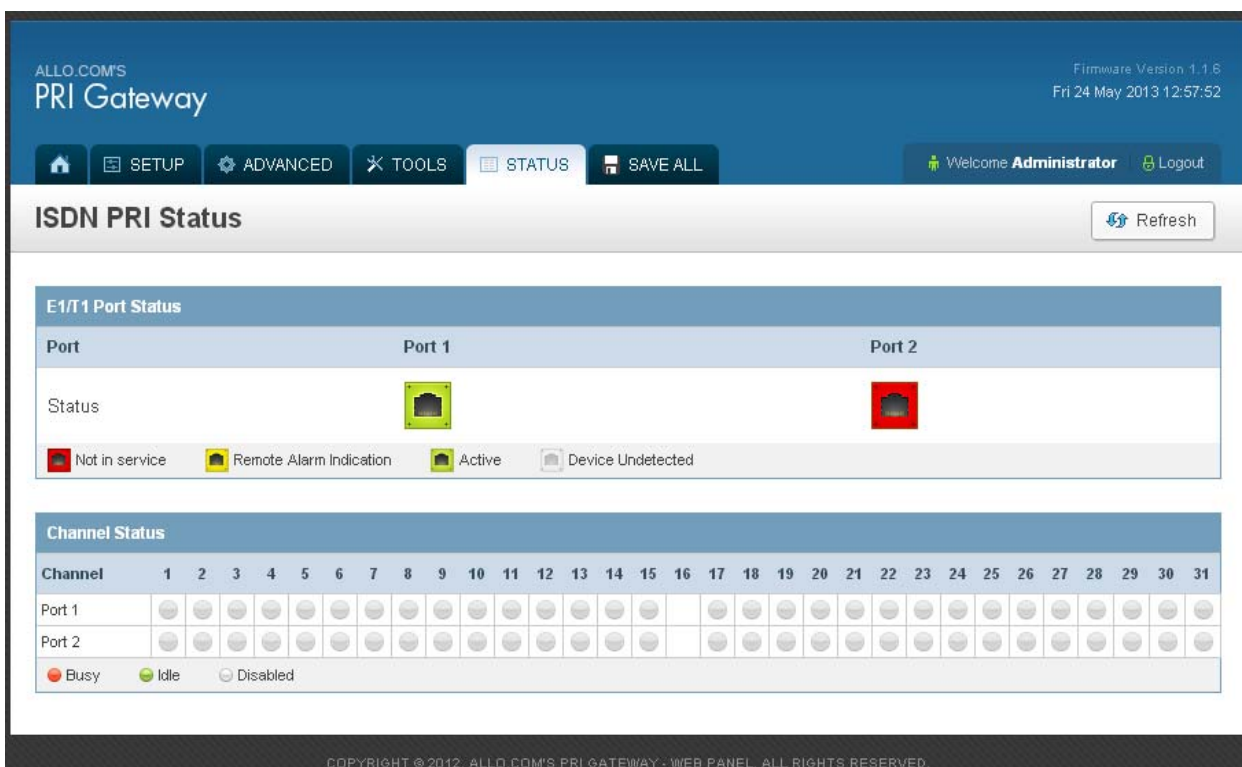 ALLO.COM'S
PRI Gateway
Firmware Version 1.1.6
Fri 24 May 2013 12:57:52
SETUP ADVANCED TOOLS STATUS SAVE ALL Welcome Administrator Logout
ISDN PRI Status
Refresh
E1/T1 Port Status
Port Port 1 Port 2
Status
Not in service Remote Alarm Indication Active Device Undetected
Channel Status
Channel 1 2 3 4 5 6 7 8 9 10 11 12 13 14 15 16 17 18 19 20 21 22 23 24 25 26 27 28 29 30 31
Port 1
Port 2
Busy Idle Disabled
COPYRIGHT © 2012. ALLO.COM'S PRI GATEWAY - WEB PANEL. ALL RIGHTS RESERVED.